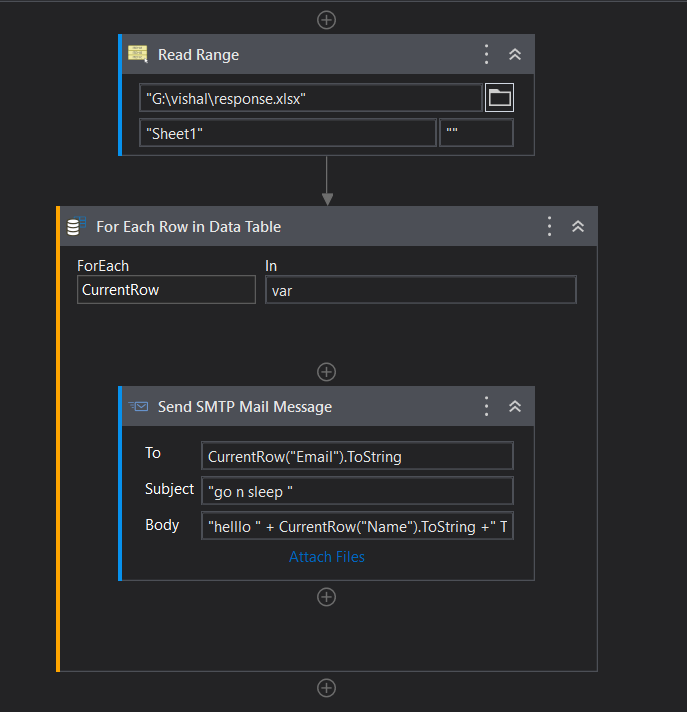 Read Range
"G:\vishal\response.xlsx"
"Sheet1" ""
For Each Row in Data Table
ForEach In
CurrentRow var
Send SMTP Mail Message
To CurrentRow("Email").ToString
Subject "go n sleep "
Body "helllo " + CurrentRow("Name").ToString +" T
Attach Files